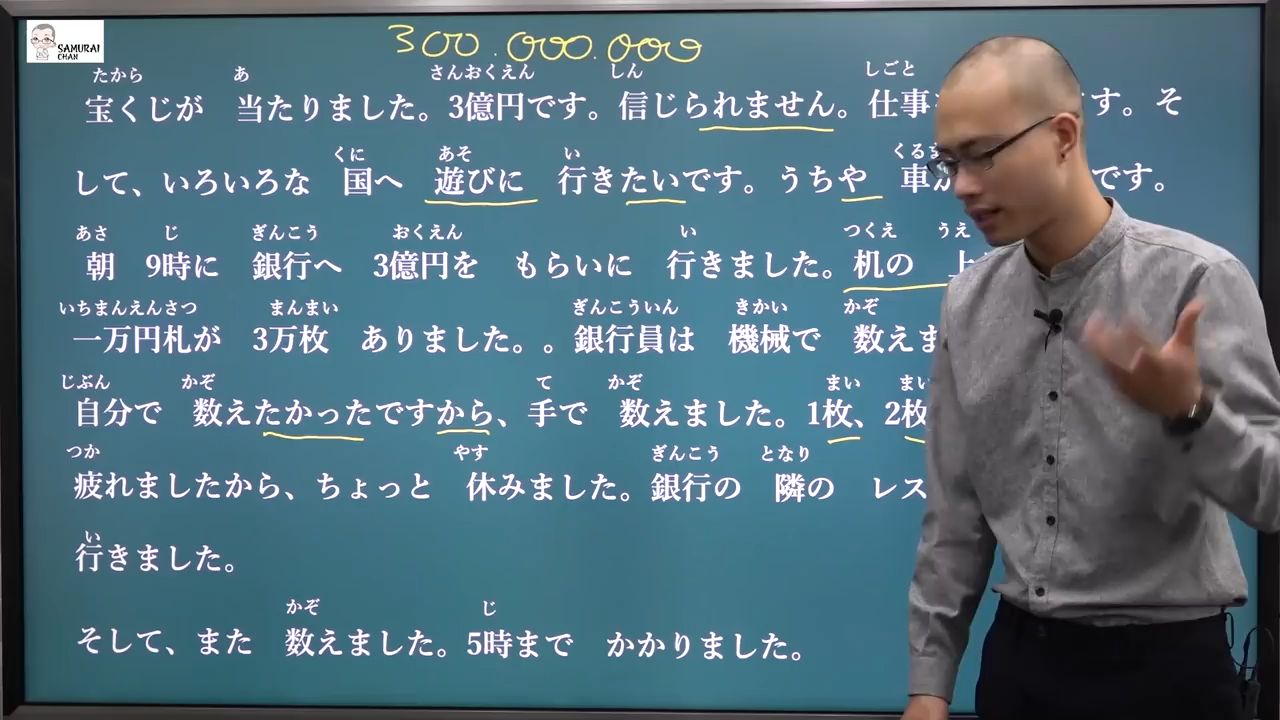 SAMURAI
CHAN
300.000.000
たから あ さんおくえん しん しごと
宝くじが 当たりました。3億円です。信じられません。仕事 す。そ
くに あそ い くるま
して、いろいろな 国へ 遊びに 行きたいです。うちや 車が です。
あさ じ ぎんこう おくえん い つくえ うえ
朝 9時に 銀行へ 3億円を もらいに 行きました。机の 上
いちまんえんさつ まんまい ぎんこういん きかい かぞ
一万円札が 3万枚 ありました。。銀行員は 機械で 数えま
じぶん かぞ て かぞ まい まい
自分で 数えたかったですから、手で 数えました。1枚、2枚
つか やす ぎんこう となり
疲れましたから、ちょっと 休みました。銀行の 隣の レス
い
行きました。
かぞ じ
そして、また 数えました。5時まで かかりました。